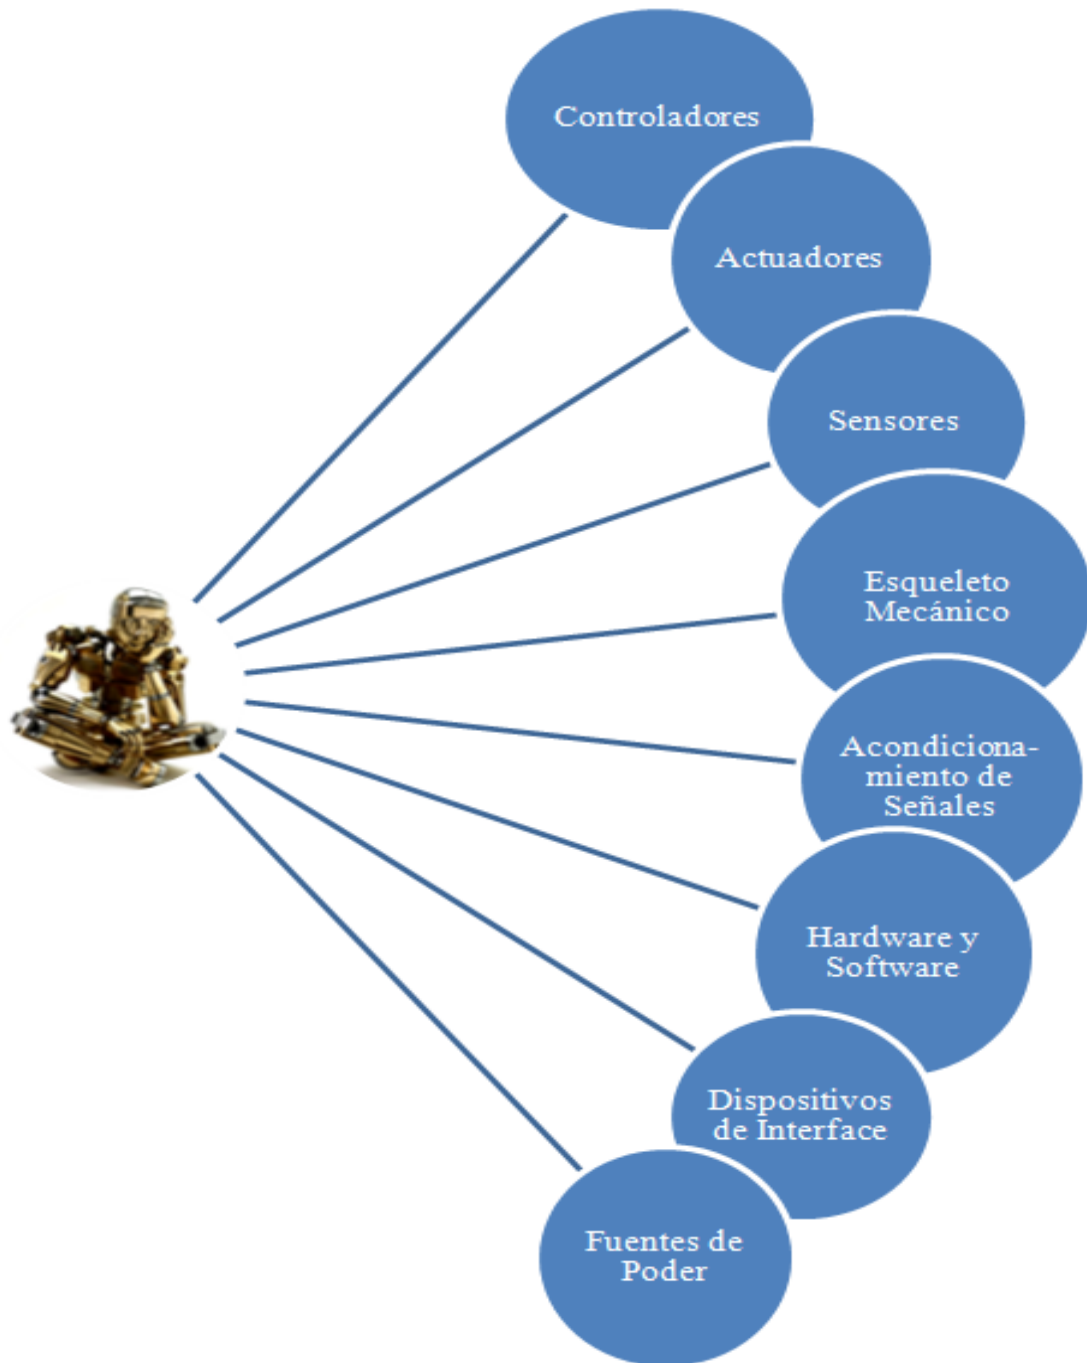 Controladores
Actuadores
Sensores
Esqueleto
Mecánico
Acondiciona-
miento de
Señales
Hardware y
Software
Dispositivos
de Interface
Fuentes de
Poder